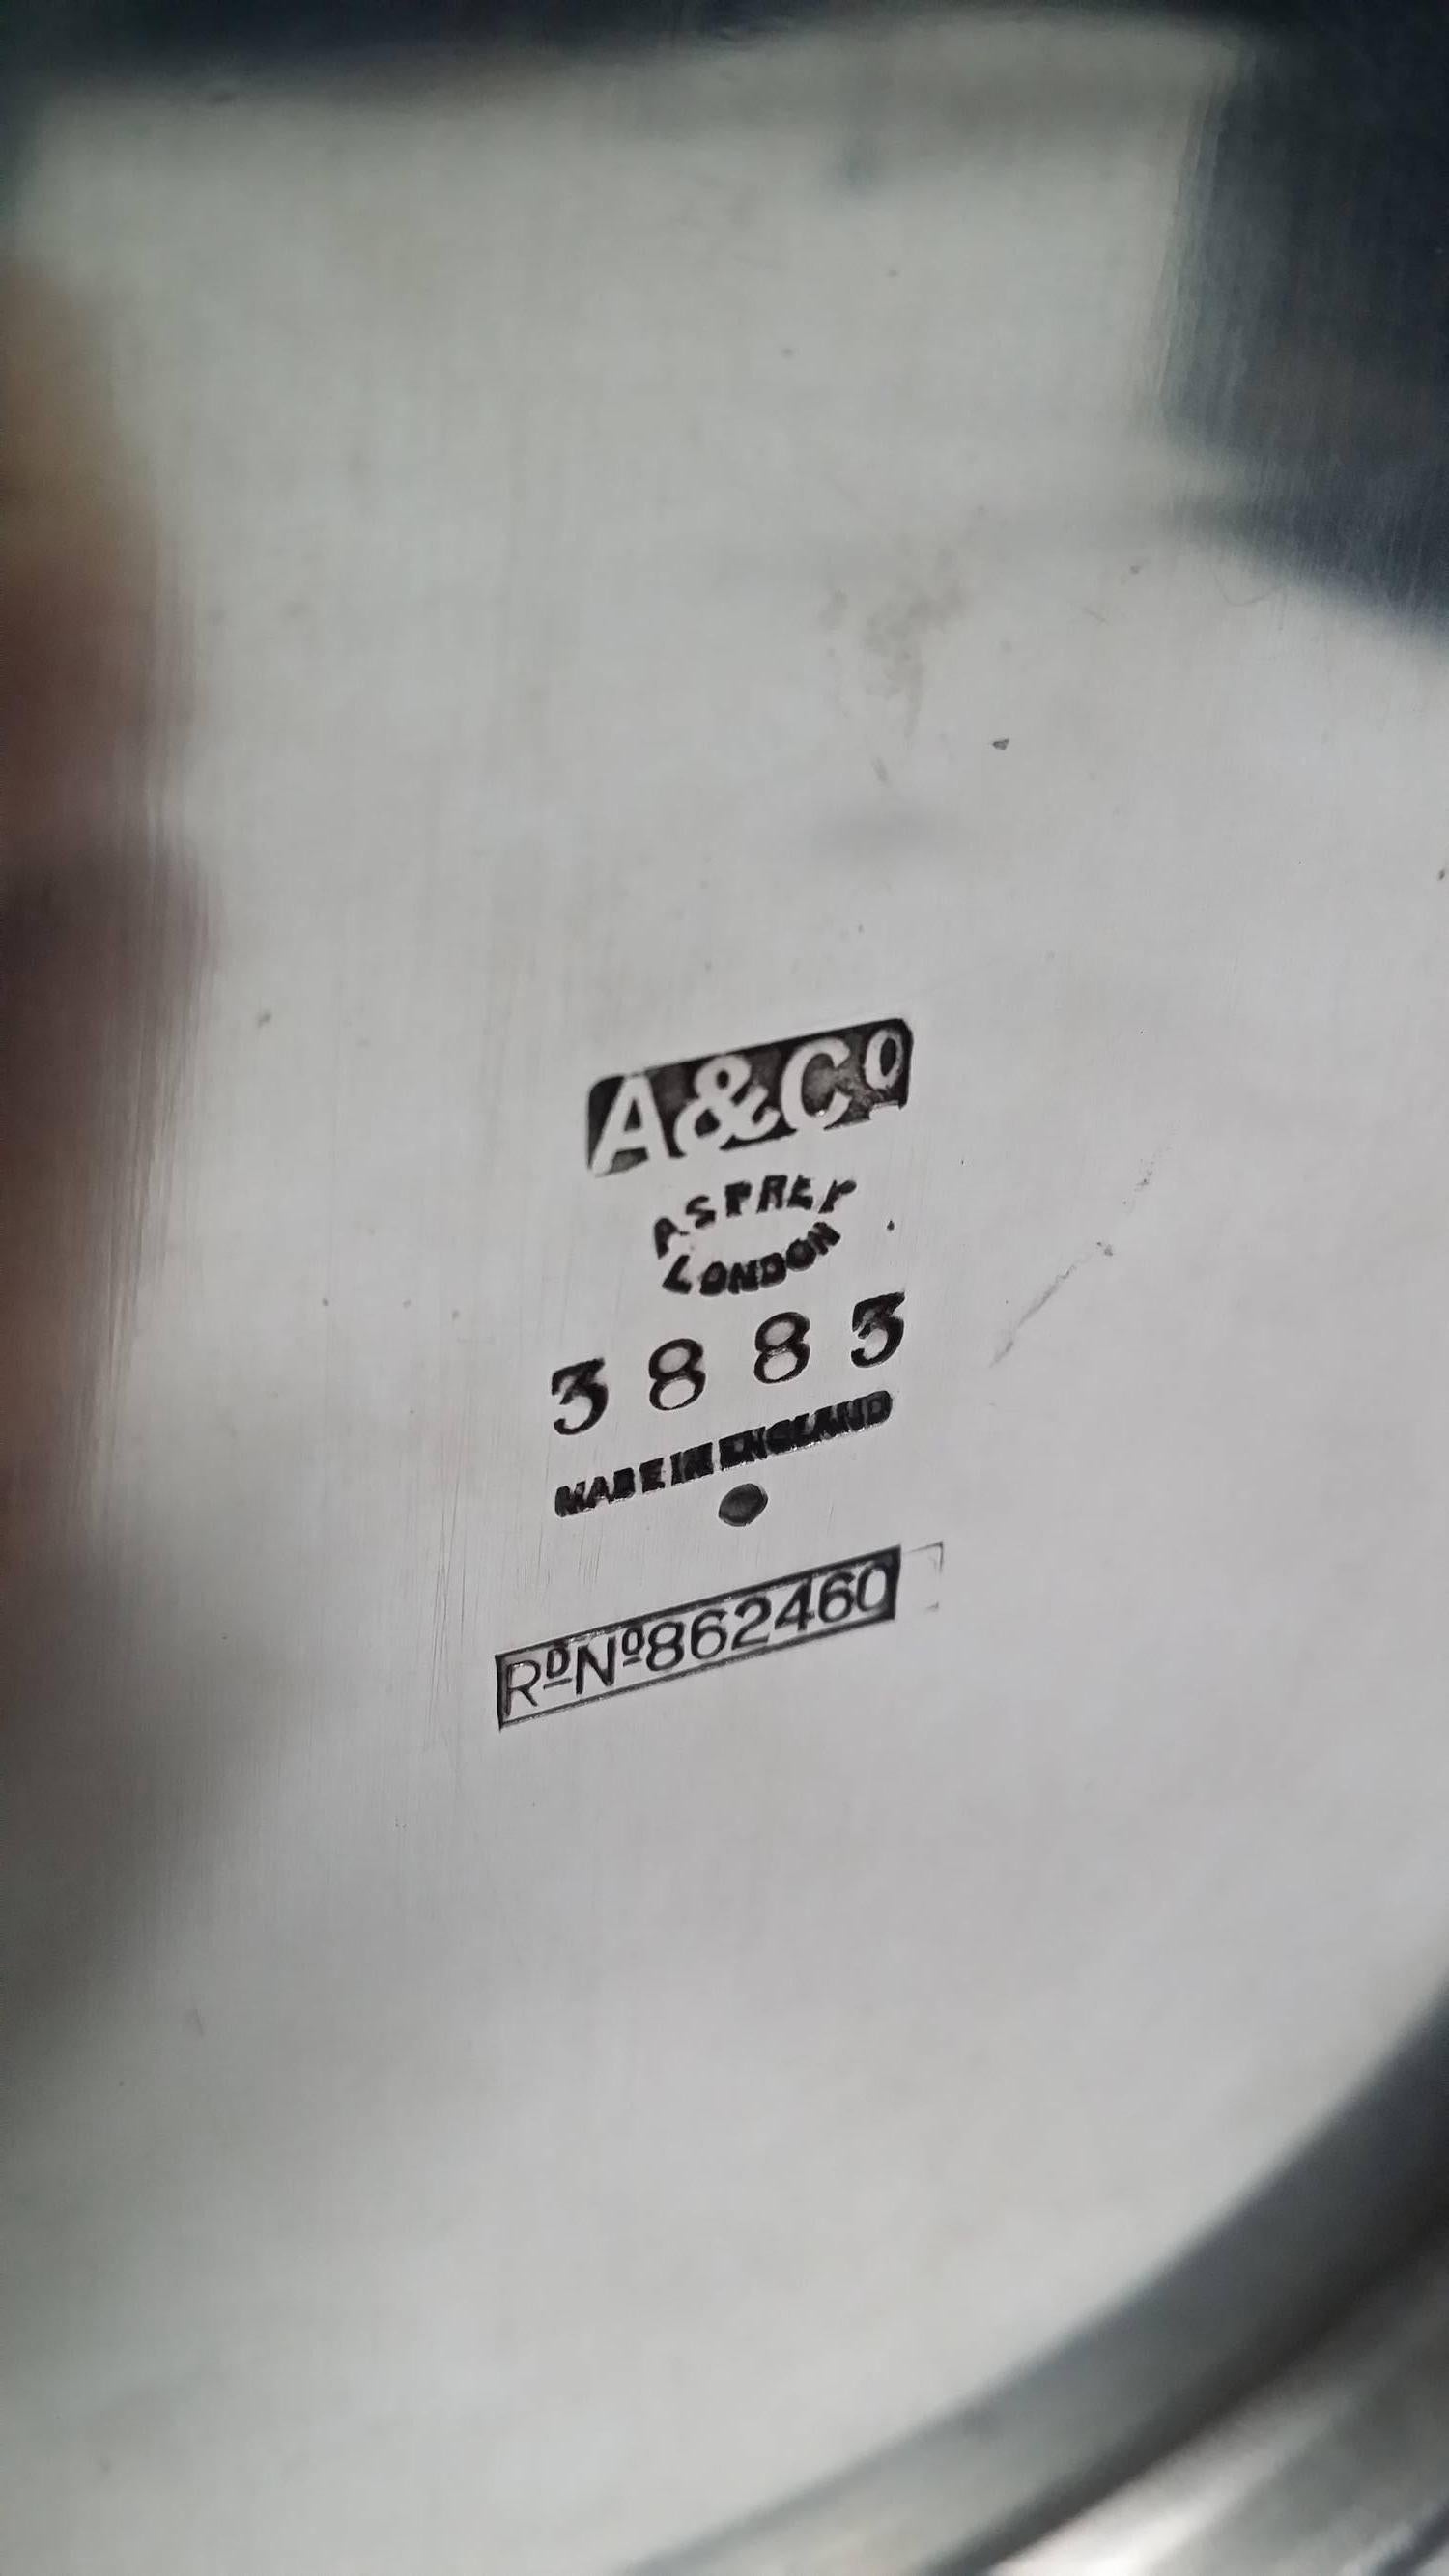 A&Cº
ASPREY
LONDON
3883
MADE IN ENGLAND
RᴰNº862460